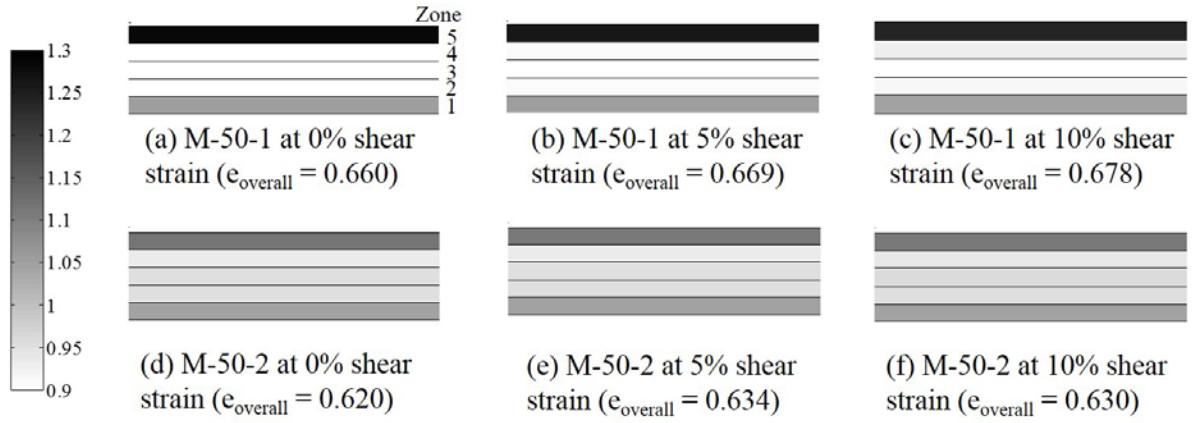 Zone
5
4
3
2
1
1.3
1.25
1.2
1.15
1.1
1.05
1
0.95
0.9
(a) M-50-1 at 0% shear
strain (eoverall = 0.660)
(b) M-50-1 at 5% shear
strain (eoverall = 0.669)
(c) M-50-1 at 10% shear
strain (eoverall = 0.678)
(d) M-50-2 at 0% shear
strain (eoverall = 0.620)
(e) M-50-2 at 5% shear
strain (eoverall = 0.634)
(f) M-50-2 at 10% shear
strain (eoverall = 0.630)